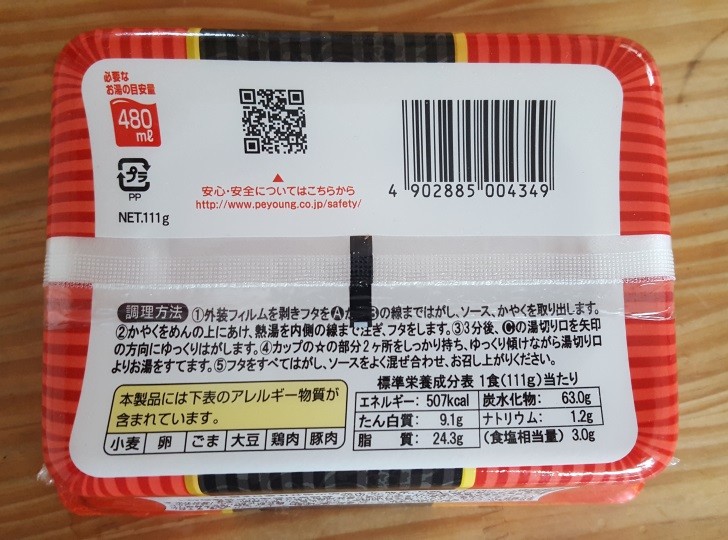 必要な
お湯の目安量
480
mℓ
プラ
PP
NET.111g
安心・安全についてはこちらから
http://www.peyoung.co.jp/safety/
4 902885 004349
調理方法 ①外装フィルムを剥きフタをⒶか Ⓑの線まではがし、ソース、かやくを取り出します。
②かやくをめんの上にあけ、熱湯を内側の線まで注ぎ、フタをします。③3分後、Ⓒの湯切り口を矢印
の方向にゆっくりはがします。④カップの☆の部分2ヶ所をしっかり持ち、ゆっくり傾けながら湯切り口
よりお湯をすてます。⑤フタをすべてはがし、ソースをよく混ぜ合わせ、お召し上がりください。
本製品には下表のアレルギー物質が
含まれています。
小麦 卵 ごま 大豆 鶏肉 豚肉
標準栄養成分表 1食(111g)当たり
エネルギー: 507kcal 炭水化物: 63.0g
たん白質: 9.1g ナトリウム: 1.2g
脂質: 24.3g (食塩相当量) 3.0g